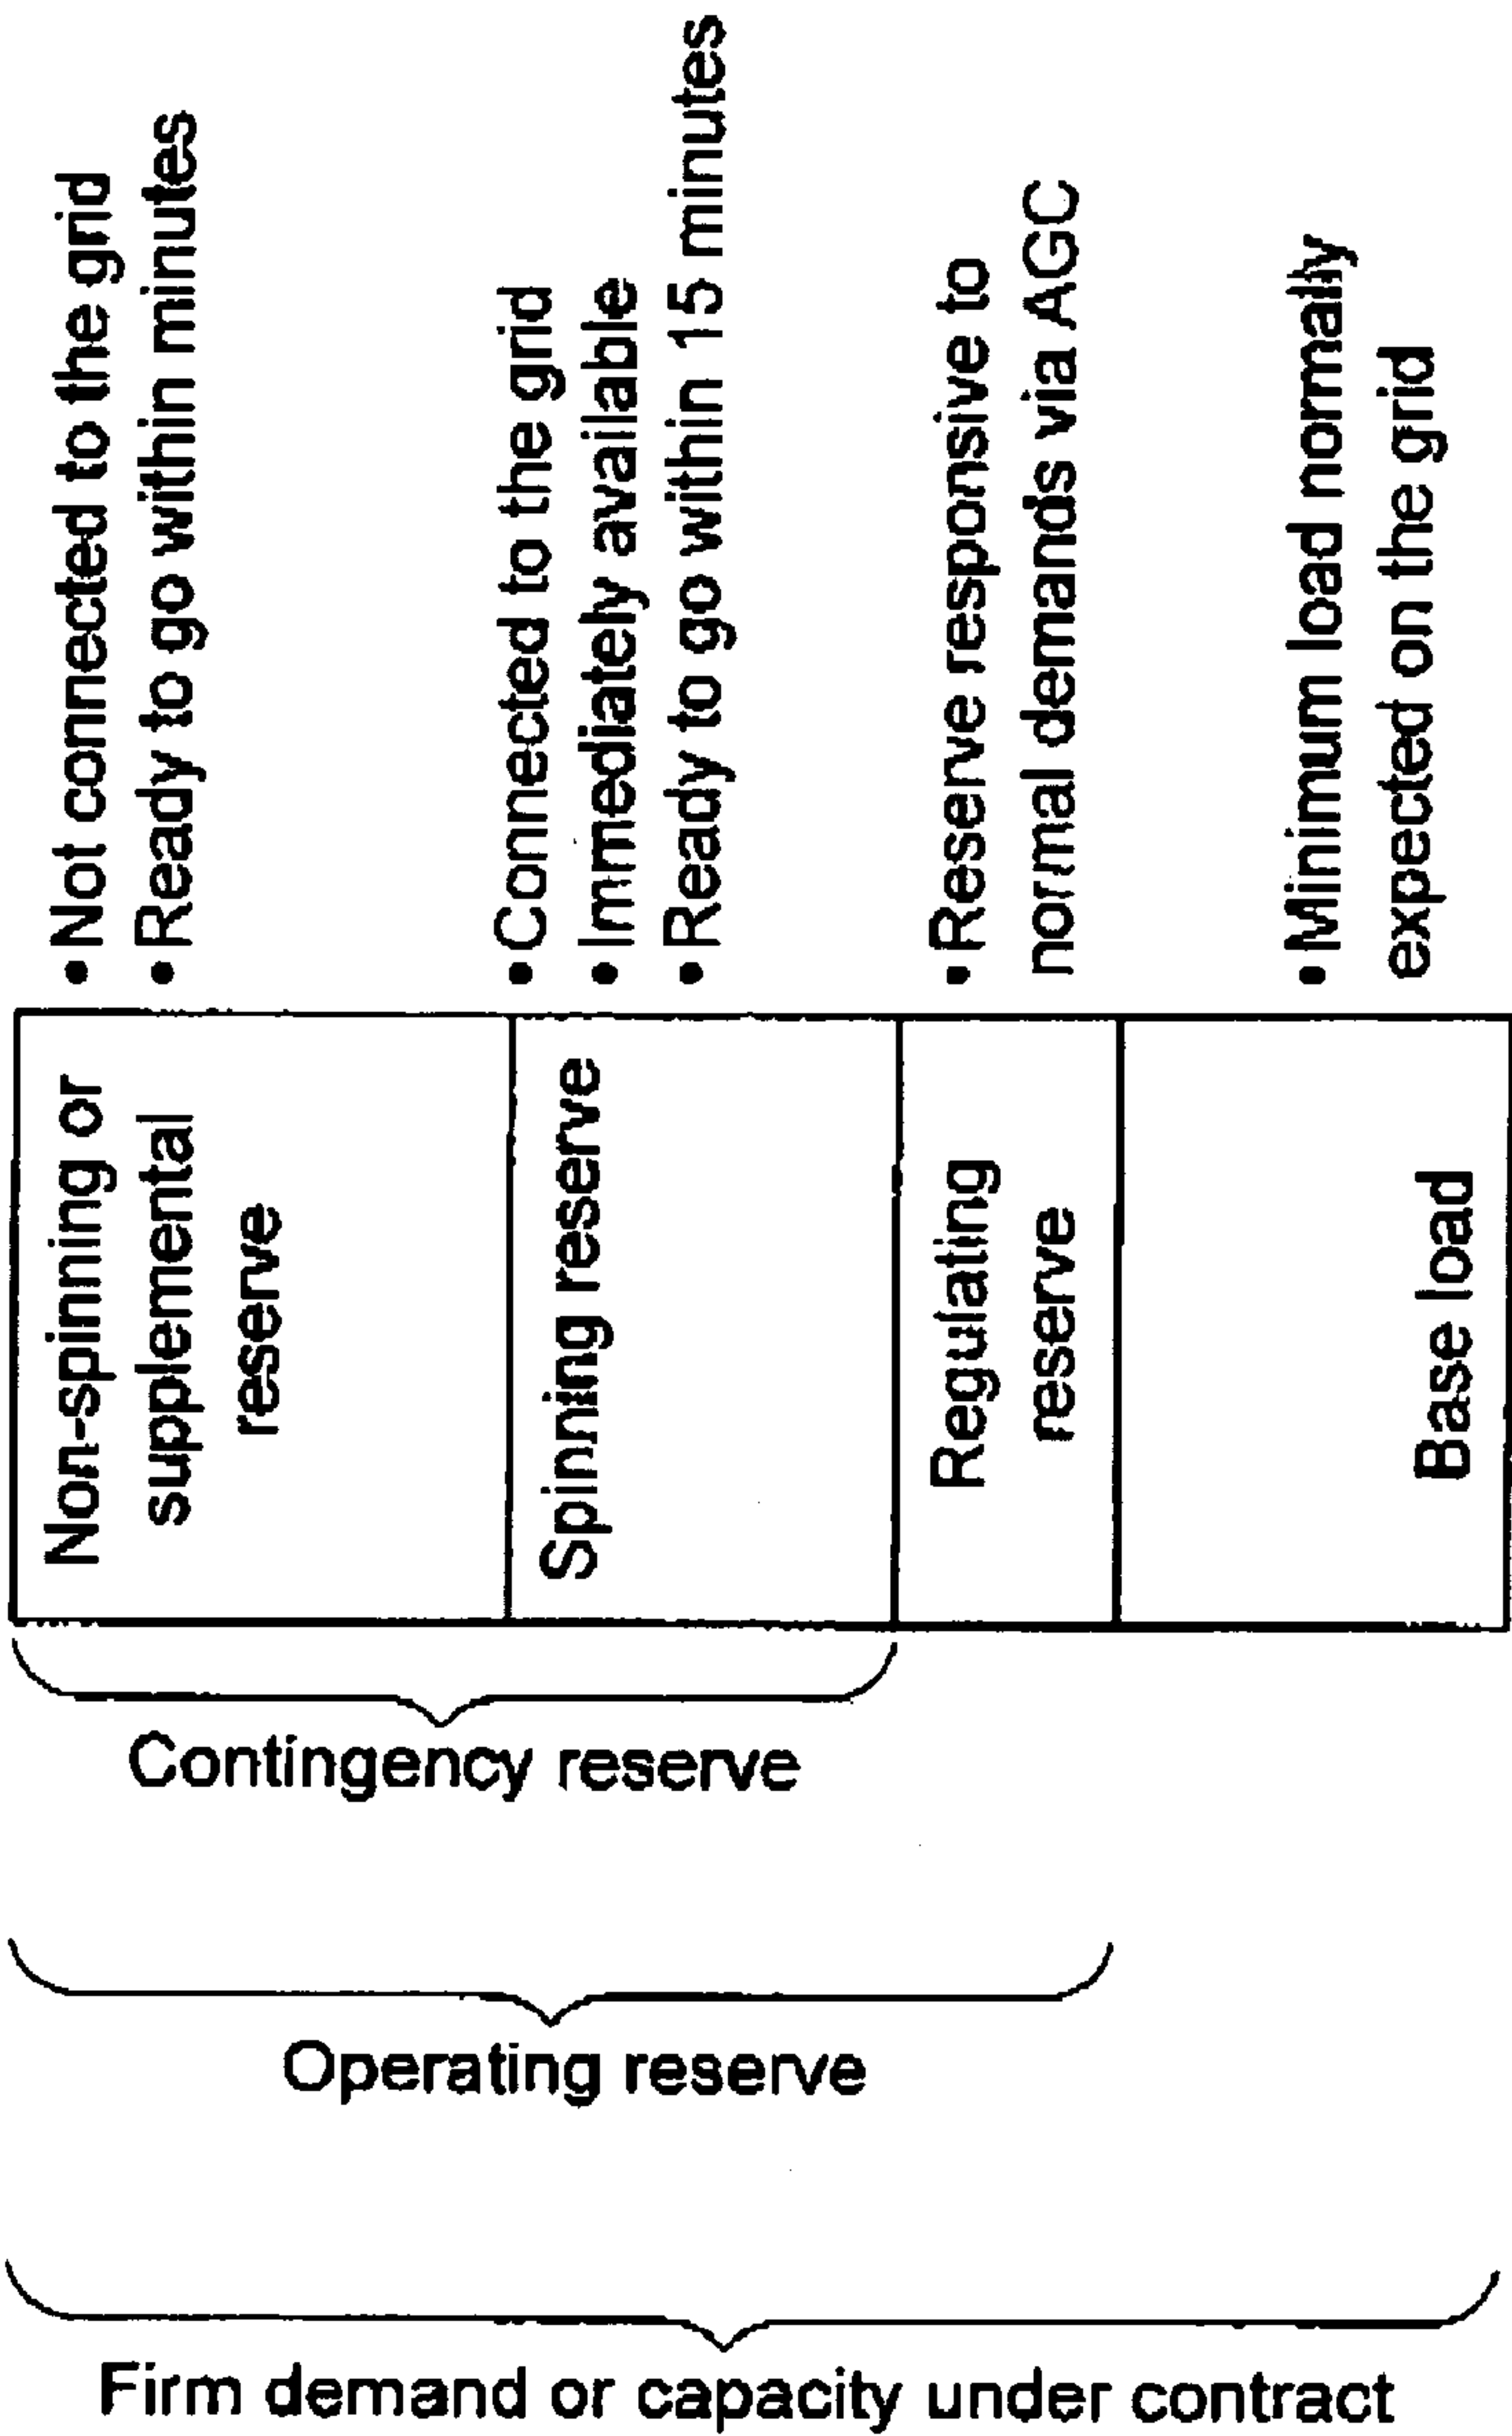 Non-spinning or
supplemental
reserve
• Not connected to the grid
• Ready to go within minutes
Spinning reserve
• Connected to the grid
• Immediately available
• Ready to go within 15 minutes
Regulating
reserve
• Reserve responsive to
normal demands via AGC
Base load
• Minimum load normally
expected on the grid
Contingency reserve
Operating reserve
Firm demand or capacity under contract